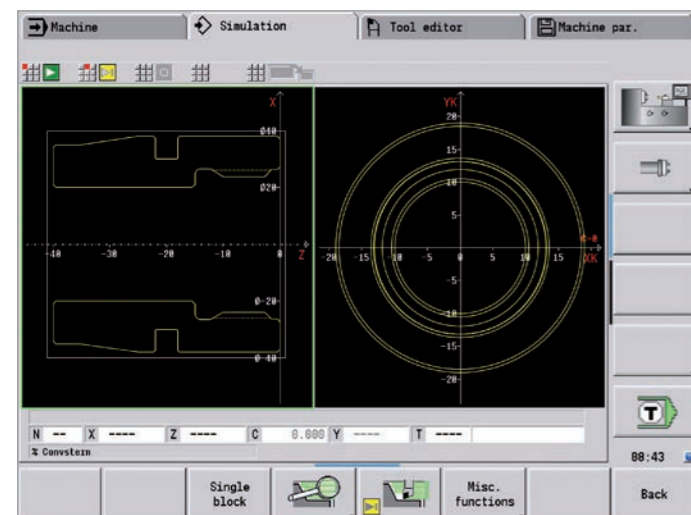 Machine
Simulation
Tool editor
Machine par.
X
Ø40
Ø20
-40
-30
-20
-10
0
Z
Ø-20
Ø-40
YK
20
15
10
5
-20
-15
-10
-5
0
5
10
15
C-0
XK
-5
-10
-15
-20
N -- X ---- Z ---- C 0.000 Y ---- T ----
% Convstein
T
08:43
Single
block
Misc.
functions
Back